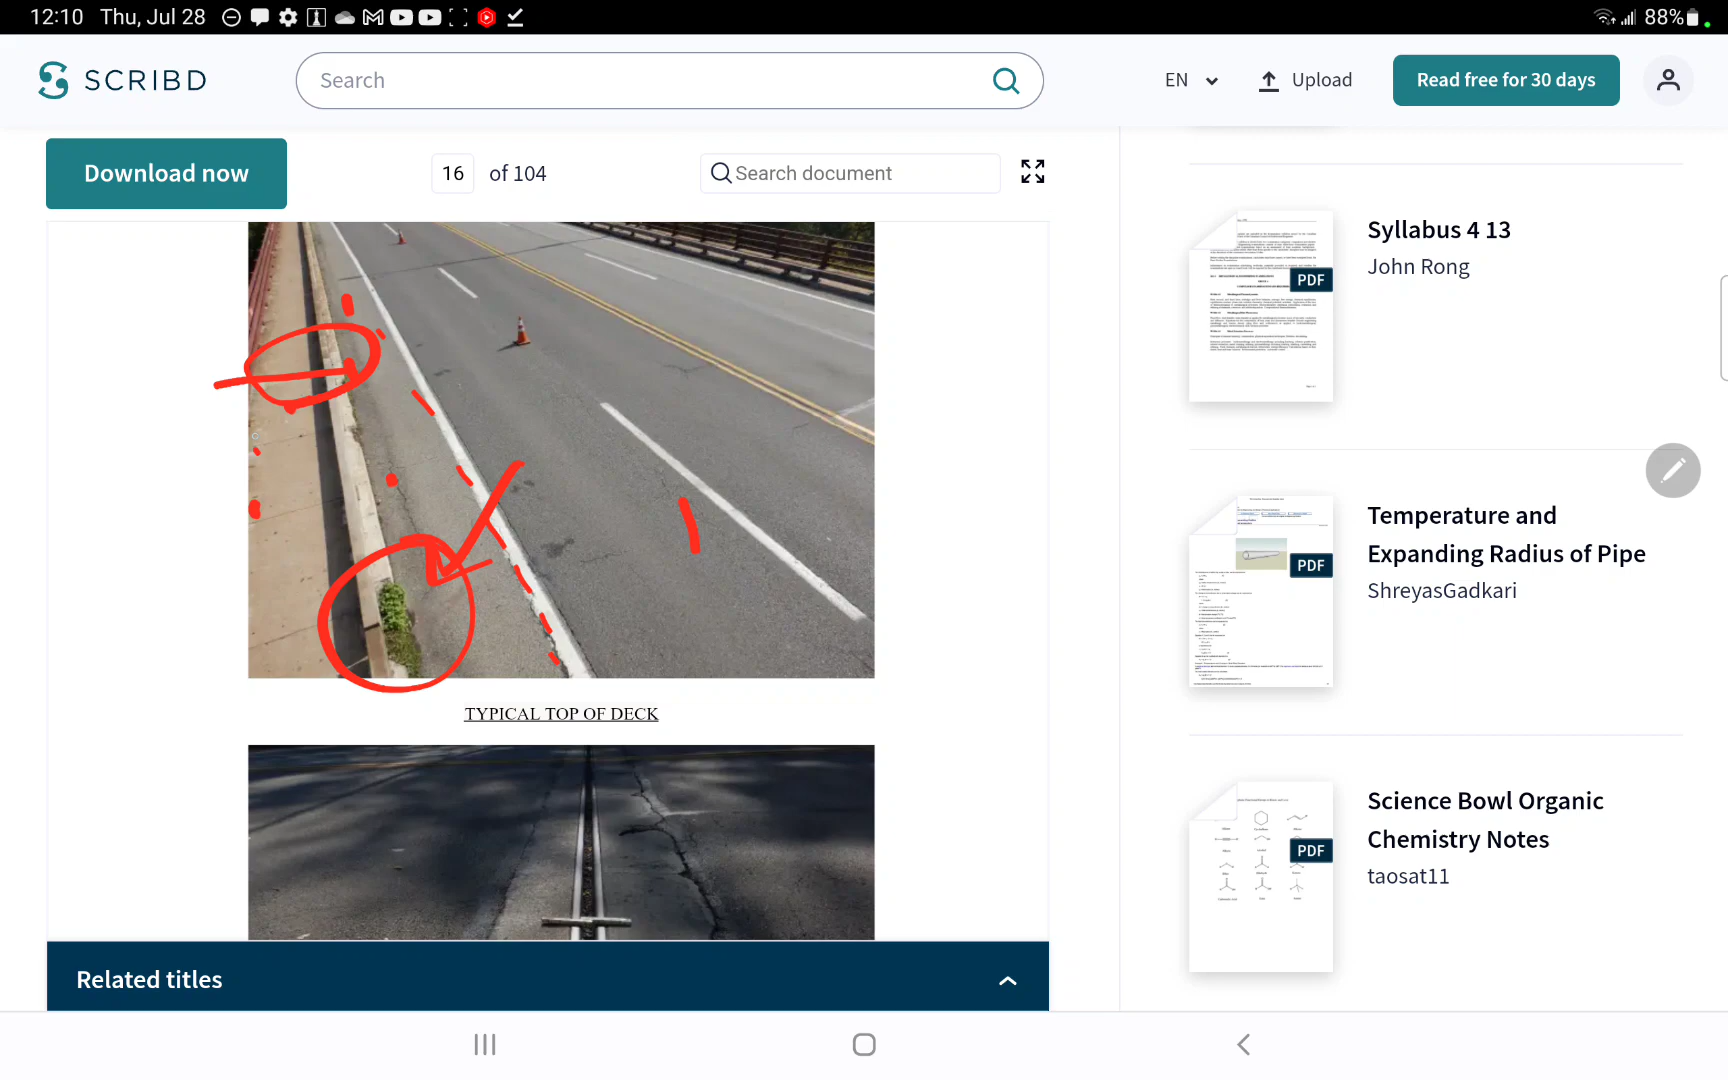 12:10 Thu, Jul 28 88%
SCRIBD Search EN Upload Read free for 30 days
Download now 16 of 104 Search document
TYPICAL TOP OF DECK
Related titles
PDF
Syllabus 4 13
John Rong
PDF
Temperature and
Expanding Radius of Pipe
ShreyasGadkari
PDF
Science Bowl Organic
Chemistry Notes
taosat11